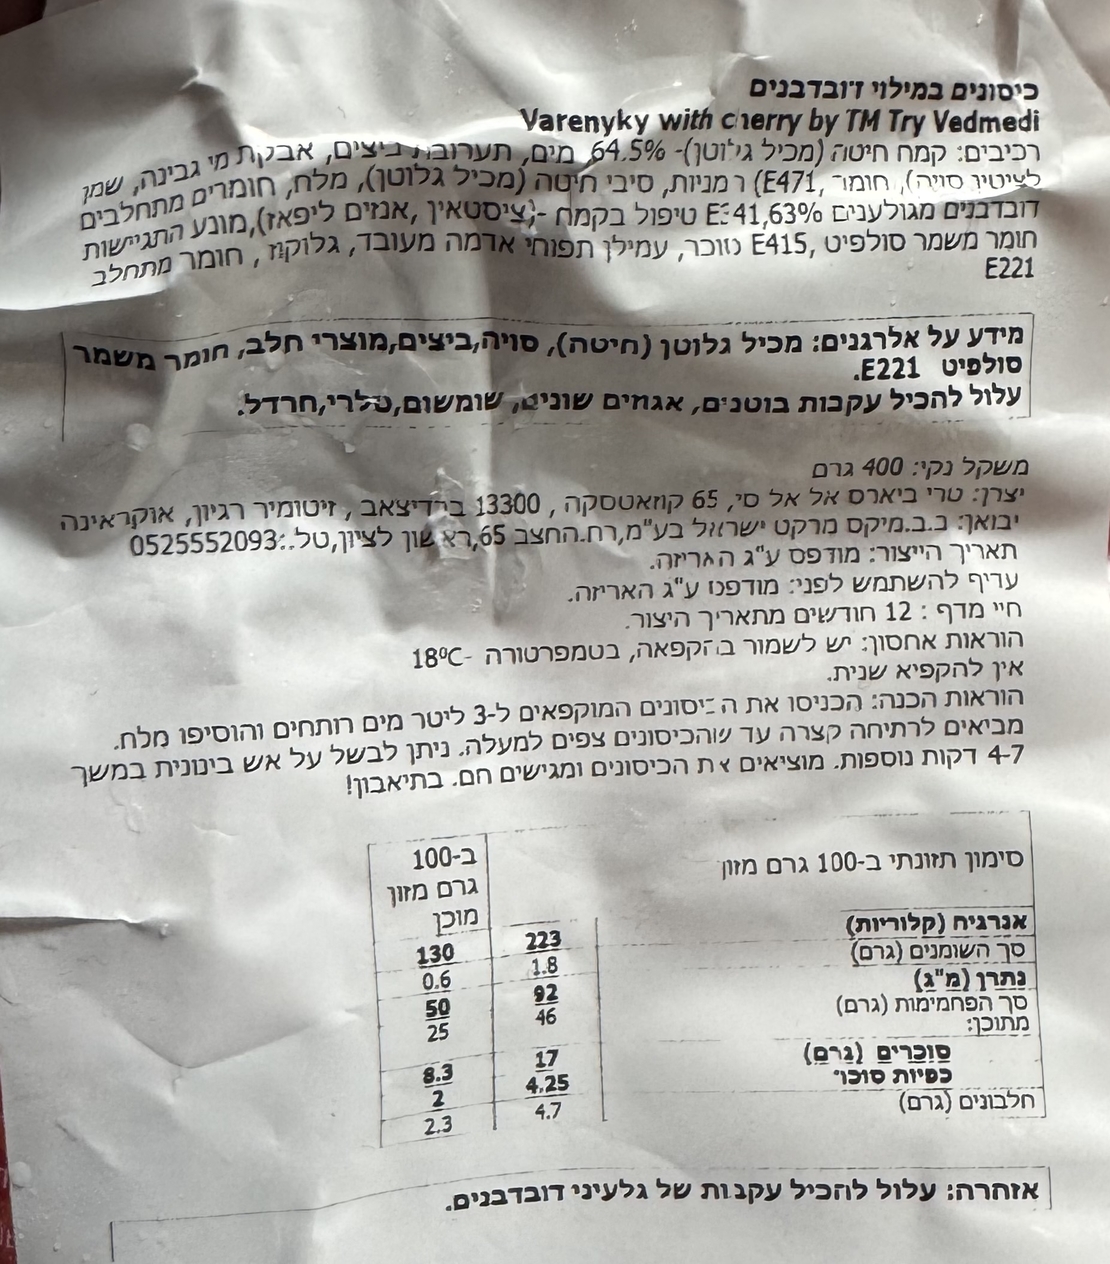 כיסונים במילוי דובדבנים
Varenyky with cherry by TM Try Vedmedi
רכיבים: קמח חיטה (מכיל גלוטן)- 64.5%, מים, תערובת ביצים, אבקת מי גבינה, שמן
לציטין סויה), חומר (E471, רמניות, סיבי חיטה (מכיל גלוטן), מלח, חומרים מתחלבים
דובדבנים מגולענים 41,63% טיפול בקמח -(ציסטאין ,אנזים ליפאז),מונע התגיישות
חומר משמר סולפיט ,E415 סוכר, עמילן תפוחי אדמה מעובד, גלוקוז , חומר מתחלב
E221
מידע על אלרגנים: מכיל גלוטן (חיטה), סויה,ביצים,מוצרי חלב, חומר משמר
סולפיט E221.
עלול להכיל עקבות בוטנים, אגוזים שונים, שומשום,סלרי,חרדל.
משקל נקי: 400 גרם
יצרן: טרי ביארס אל אל סי, 65 קוזאטסקה , 13300 ברדיצאב , זיטומיר רגיון, אוקראינה
יבואן: ב.ב.מיקס מרקט ישראל בע"מ,רח.החצב 65,ראשון לציון,טל.:0525552093
תאריך הייצור: מודפס ע"ג האריזה.
עדיף להשתמש לפני: מודפס ע"ג האריזה.
חיי מדף : 12 חודשים מתאריך היצור.
הוראות אחסון: יש לשמור בהקפאה, בטמפרטורה -18ºC
אין להקפיא שנית.
הוראות הכנה: הכניסו את הכיסונים המוקפאים ל-3 ליטר מים רותחים והוסיפו מלח.
מביאים לרתיחה קצרה עד שהכיסונים צפים למעלה. ניתן לבשל על אש בינונית במשך
4-7 דקות נוספות. מוציאים את הכיסונים ומגישים חם. בתיאבון!
סימון תזונתי ב-100 גרם מזון ב-100 גרם מזון מוכן
אנרגיה (קלוריות) 223 130
סך השומנים (גרם) 1.8 0.6
נתרן (מ"ג) 92 50
סך הפחמימות (גרם) 46 25
מתוכן:
סוכרים (גרם) 17 8.3
כפיות סוכר 4.25 2
חלבונים (גרם) 4.7 2.3
אזהרה: עלול להכיל עקבות של גלעיני דובדבנים.